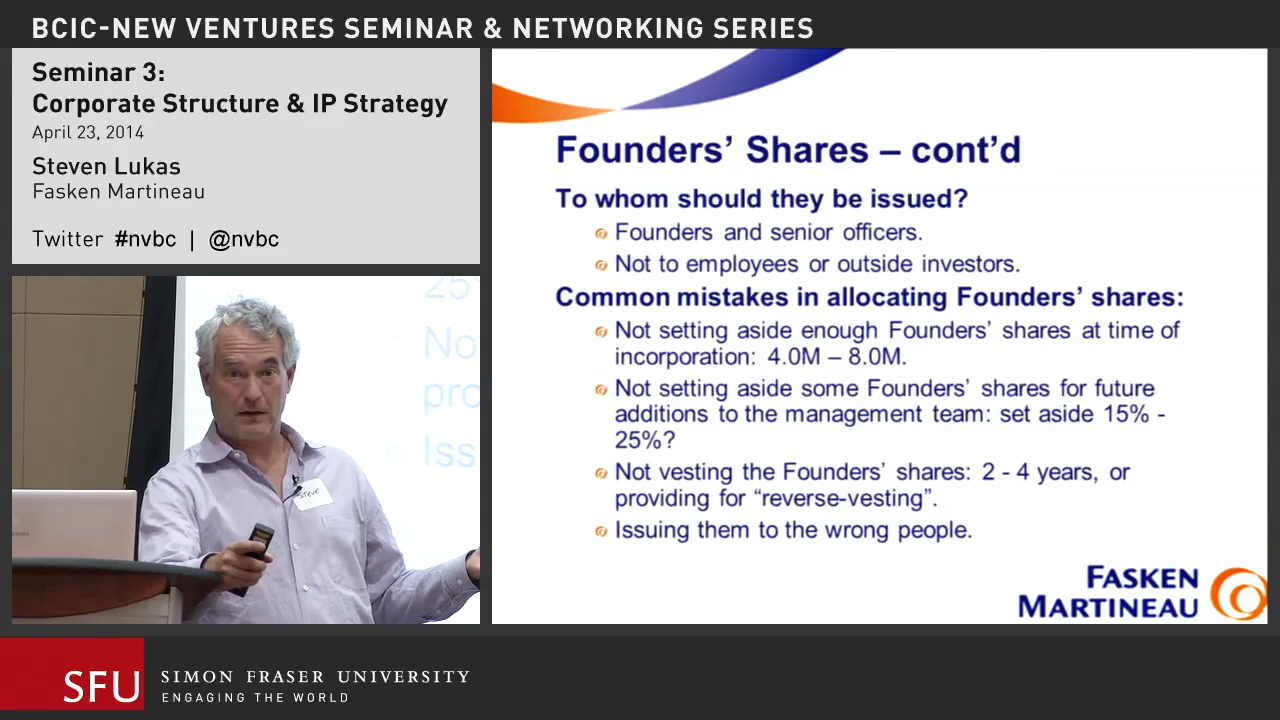 BCIC-NEW VENTURES SEMINAR & NETWORKING SERIES
Seminar 3:
Corporate Structure & IP Strategy
April 23, 2014
Steven Lukas
Fasken Martineau
Twitter #nvbc | @nvbc
25
No
pro
Iss
STEVE
Founders’ Shares – cont’d
To whom should they be issued?
Founders and senior officers.
Not to employees or outside investors.
Common mistakes in allocating Founders’ shares:
Not setting aside enough Founders’ shares at time of
incorporation: 4.0M – 8.0M.
Not setting aside some Founders’ shares for future
additions to the management team: set aside 15% -
25%?
Not vesting the Founders’ shares: 2 - 4 years, or
providing for “reverse-vesting”.
Issuing them to the wrong people.
FASKEN
MARTINEAU
SFU SIMON FRASER UNIVERSITY
ENGAGING THE WORLD